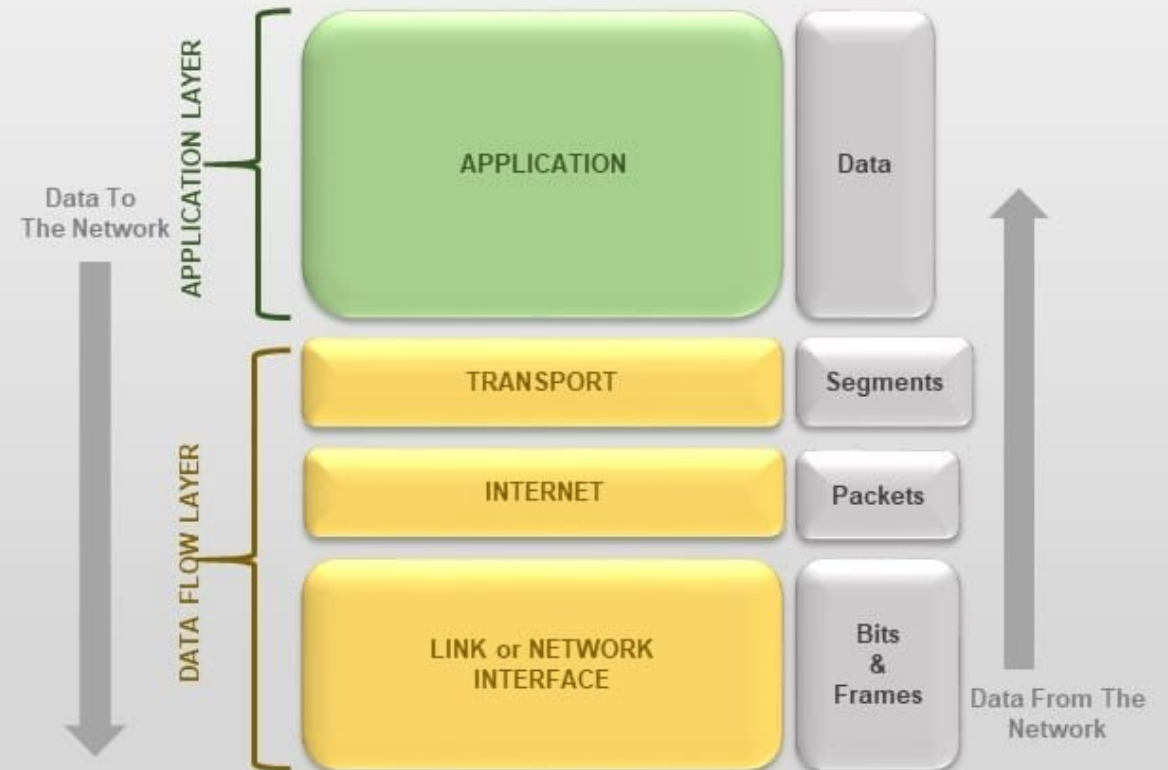 APPLICATION LAYER
APPLICATION
Data
Data To
The Network
TRANSPORT
Segments
DATA FLOW LAYER
INTERNET
Packets
LINK or NETWORK
INTERFACE
Bits
&
Frames
Data From The
Network